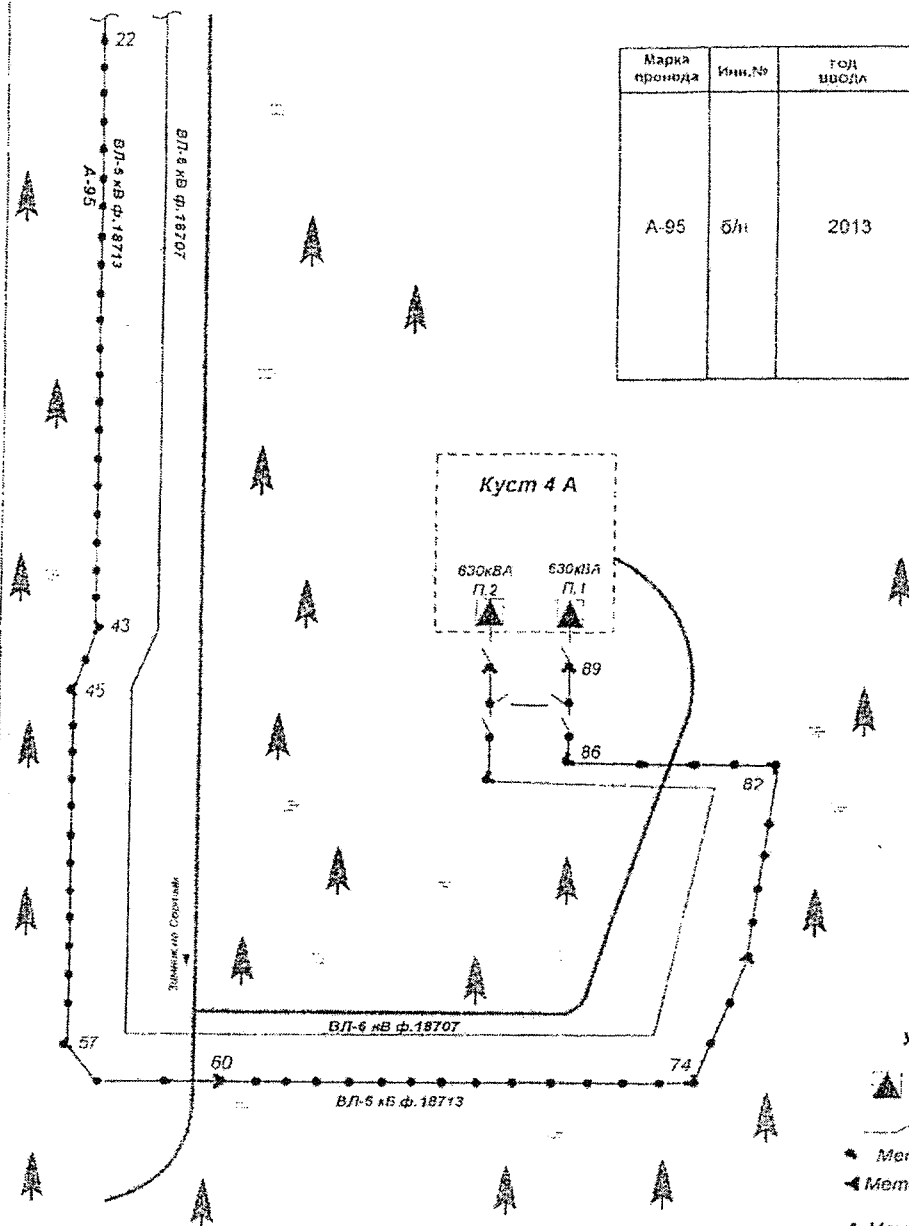 22
ВЛ-6 кВ ф.18713
А-95
ВЛ-6 кВ ф.18707
Марка провода
Инв.№
год ввода
А-95
б/н
2013
Куст 4 А
630кВА
П.2
630кВА
П.1
43
45
89
86
82
57
60
74
ВЛ-6 кВ ф.18707
ВЛ-6 кВ ф.18713
У
Мет
Мет